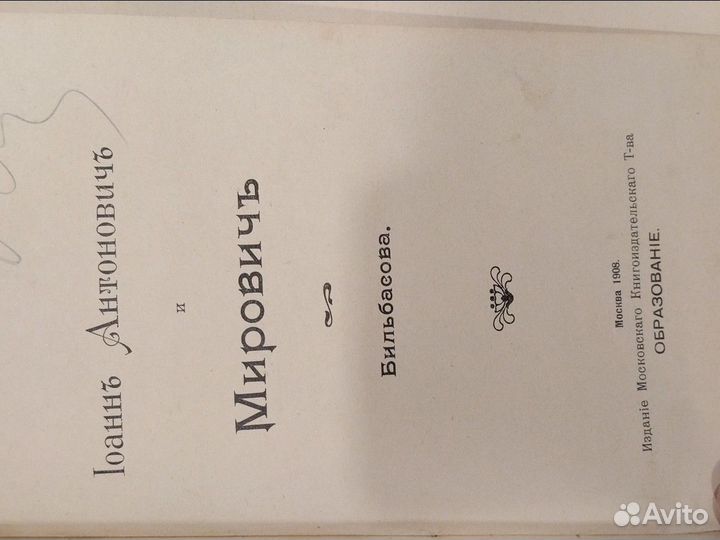 Іоаннъ Антоновичъ
и
Мировичъ
Бильбасова.
Москва 1908.
Изданіе Московскаго Книгоиздательскаго Т-ва
ОБРАЗОВАНІЕ.
Avito